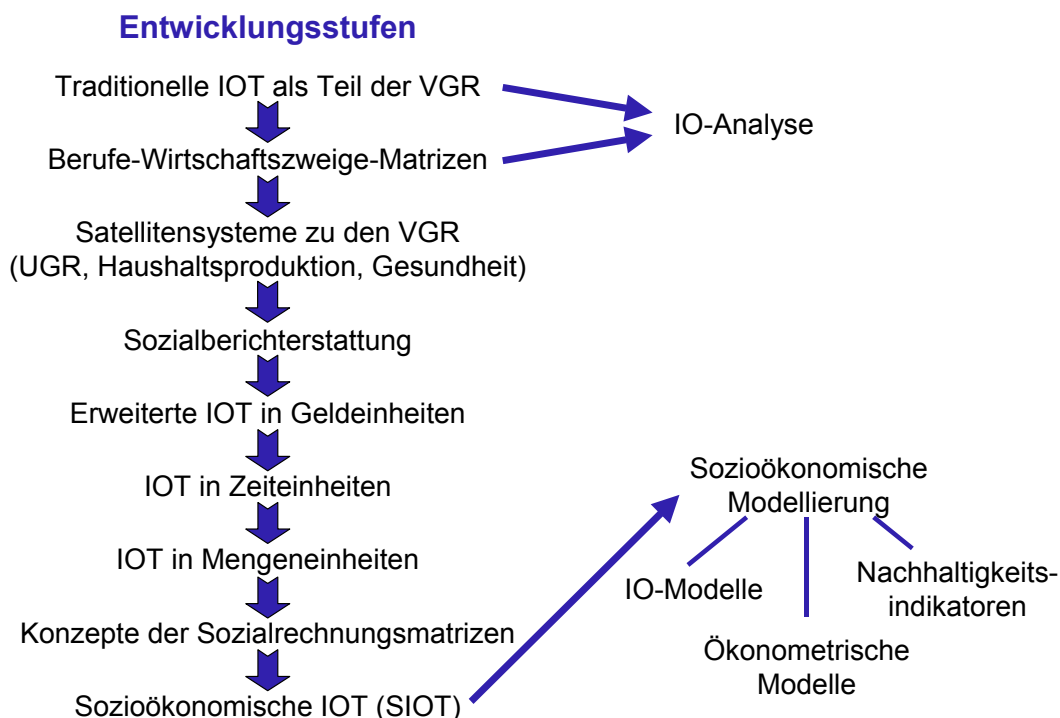 Entwicklungsstufen
Traditionelle IOT als Teil der VGR
IO-Analyse
Berufe-Wirtschaftszweige-Matrizen
Satellitensysteme zu den VGR
(UGR, Haushaltsproduktion, Gesundheit)
Sozialberichterstattung
Erweiterte IOT in Geldeinheiten
IOT in Zeiteinheiten
IOT in Mengeneinheiten
Konzepte der Sozialrechnungsmatrizen
Sozioökonomische IOT (SIOT)
Sozioökonomische
Modellierung
IO-Modelle
Ökonometrische
Modelle
Nachhaltigkeits-
indikatoren